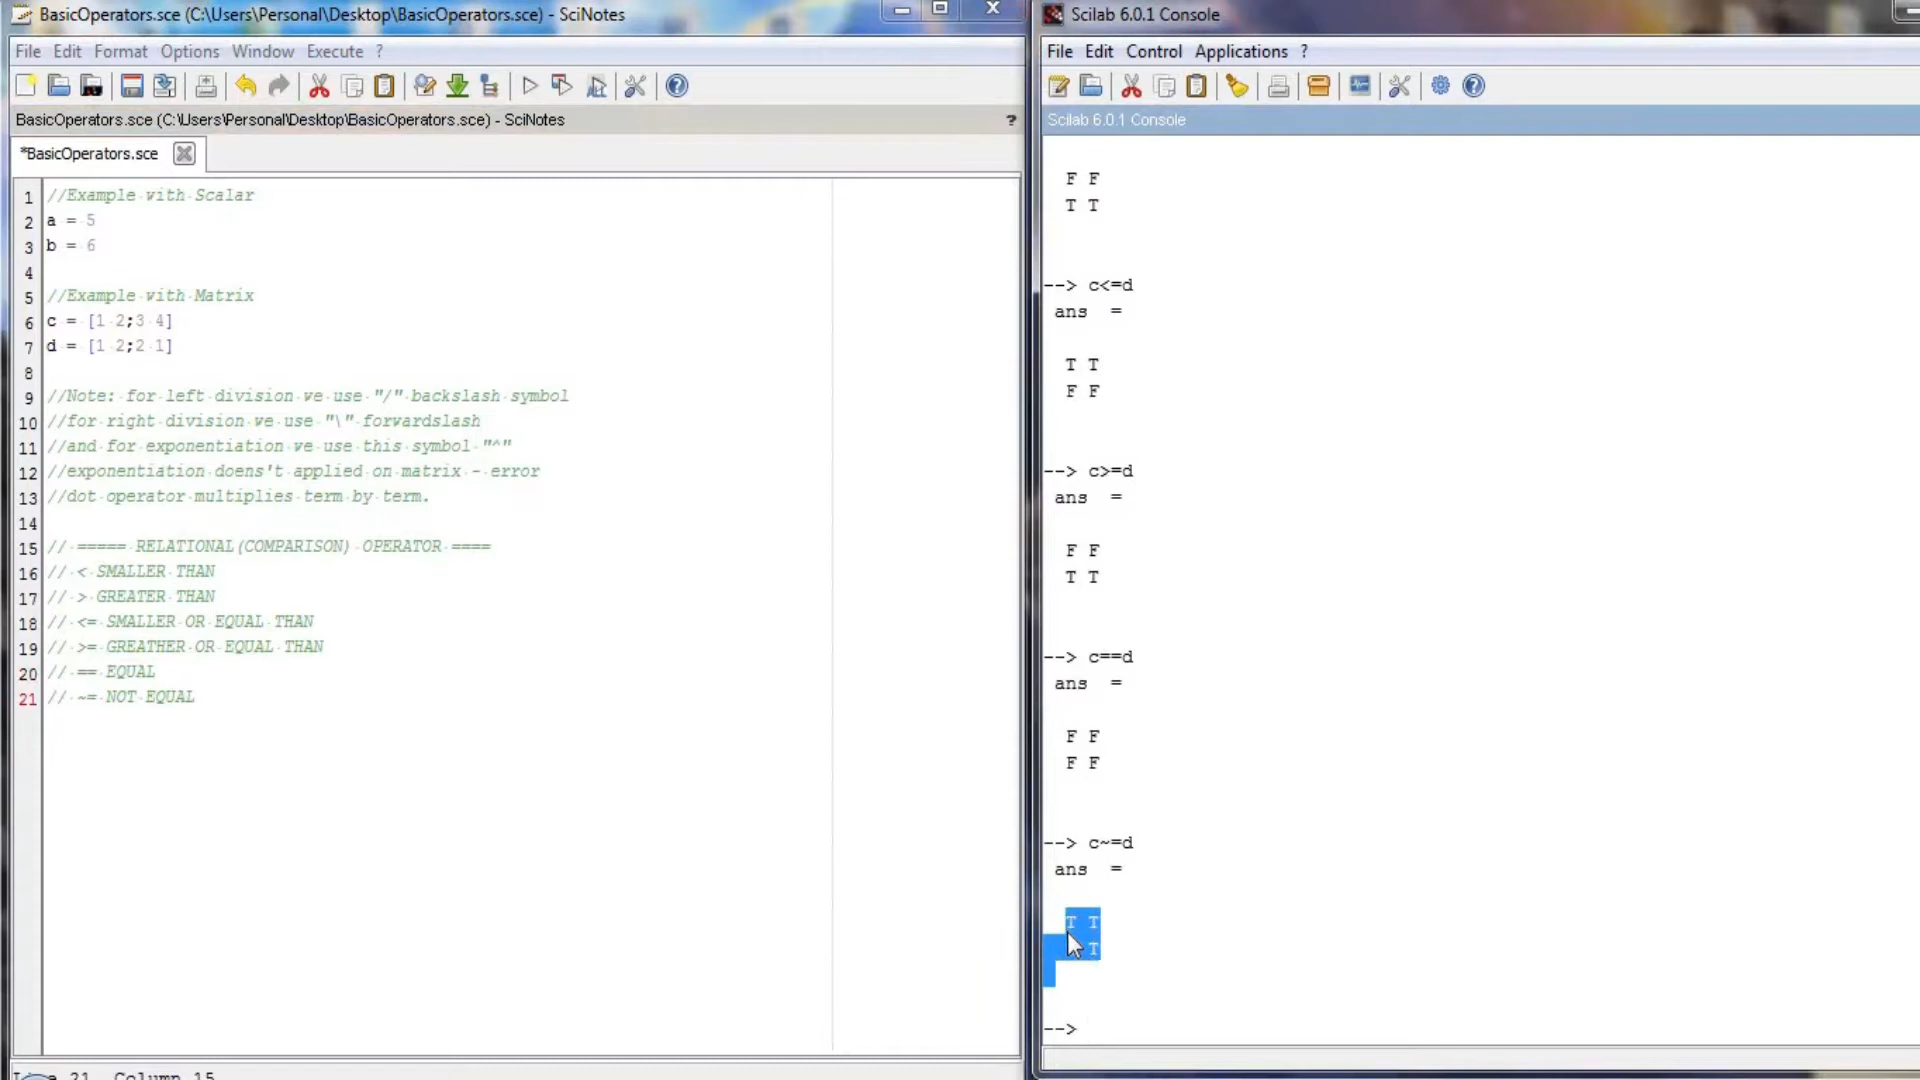 BasicOperators.sce (C:\Users\Personal\Desktop\BasicOperators.sce) - SciNotes
File Edit Format Options Window Execute ?
BasicOperators.sce (C:\Users\Personal\Desktop\BasicOperators.sce) - SciNotes ?
*BasicOperators.sce
1 //Example with Scalar
2 a = 5
3 b = 6
4
5 //Example with Matrix
6 c = [1 2;3 4]
7 d = [1 2;2 1]
8
9 //Note: for left division we use "/" backslash symbol
10 //for right division we use "\" forwardslash
11 //and for exponentiation we use this symbol "^"
12 //exponentiation doens't applied on matrix - error
13 //dot operator multiplies term by term.
14
15 // ===== RELATIONAL(COMPARISON) OPERATOR ====
16 // < SMALLER THAN
17 // > GREATER THAN
18 // <= SMALLER OR EQUAL THAN
19 // >= GREATHER OR EQUAL THAN
20 // == EQUAL
21 // ~= NOT EQUAL
21, Column 15
Scilab 6.0.1 Console
File Edit Control Applications ?
Scilab 6.0.1 Console
F F
T T
--> c<=d
ans =
T T
F F
--> c>=d
ans =
F F
T T
--> c==d
ans =
F F
F F
--> c~=d
ans =
T T
T
-->